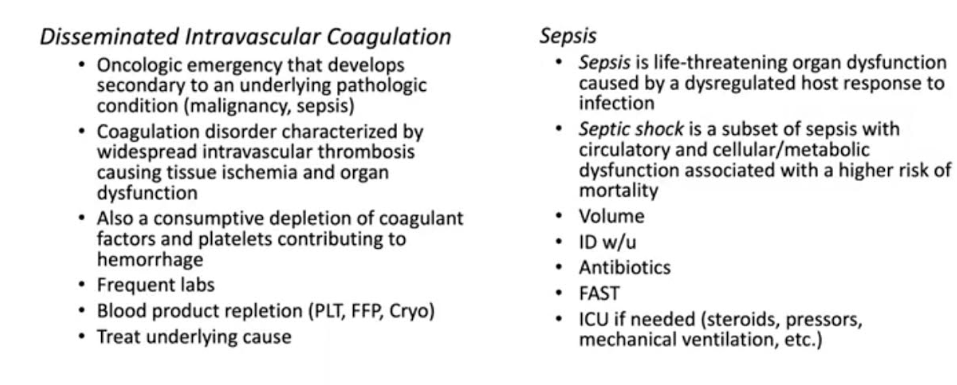 Disseminated Intravascular Coagulation
• Oncologic emergency that develops
secondary to an underlying pathologic
condition (malignancy, sepsis)
• Coagulation disorder characterized by
widespread intravascular thrombosis
causing tissue ischemia and organ
dysfunction
• Also a consumptive depletion of coagulant
factors and platelets contributing to
hemorrhage
• Frequent labs
• Blood product repletion (PLT, FFP, Cryo)
• Treat underlying cause
Sepsis
• Sepsis is life-threatening organ dysfunction
caused by a dysregulated host response to
infection
• Septic shock is a subset of sepsis with
circulatory and cellular/metabolic
dysfunction associated with a higher risk of
mortality
• Volume
• ID w/u
• Antibiotics
• FAST
• ICU if needed (steroids, pressors,
mechanical ventilation, etc.)